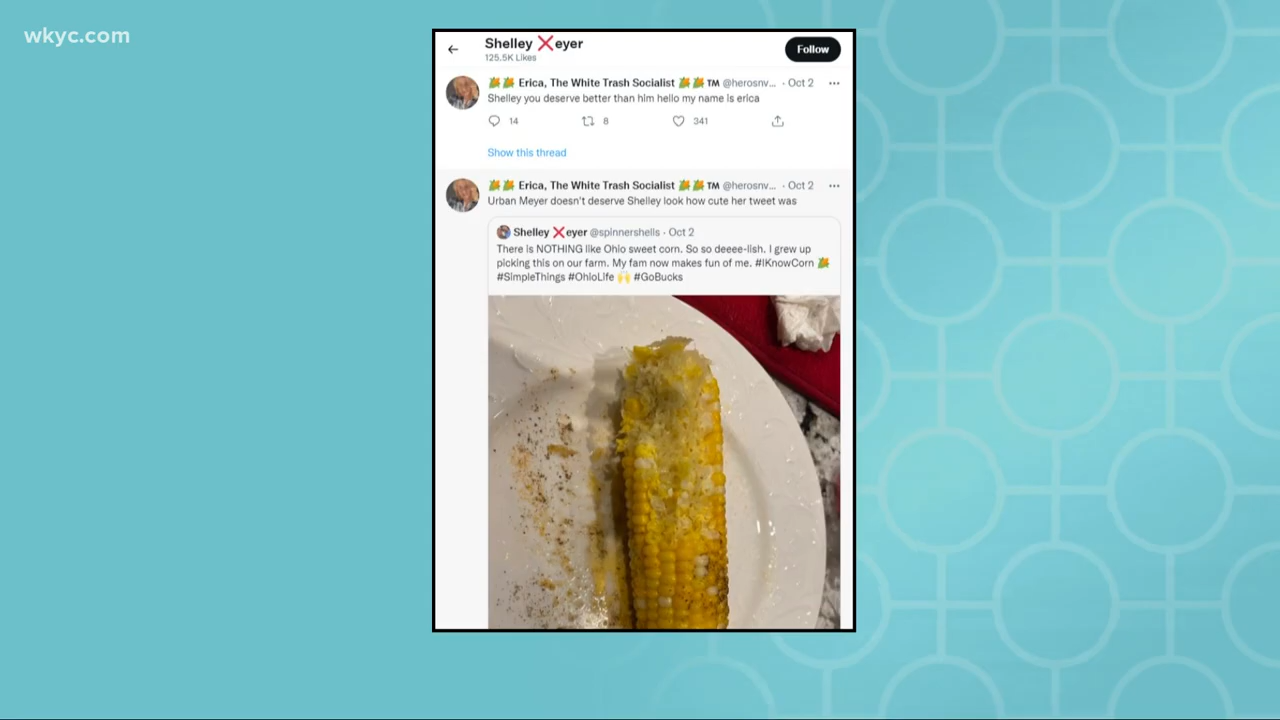 wkyc.com
Shelley ❌eyer
125.5K Likes
Follow
🌽🌽 Erica, The White Trash Socialist 🌽🌽™ @herosnv... · Oct 2
Shelley you deserve better than him hello my name is erica
14 8 341
Show this thread
🌽🌽 Erica, The White Trash Socialist 🌽🌽™ @herosnv... · Oct 2
Urban Meyer doesn't deserve Shelley look how cute her tweet was
Shelley ❌eyer @spinnershells · Oct 2
There is NOTHING like Ohio sweet corn. So so deeee-lish. I grew up
picking this on our farm. My fam now makes fun of me. #IKnowCorn 🌽
#SimpleThings #OhioLife 🙌 #GoBucks